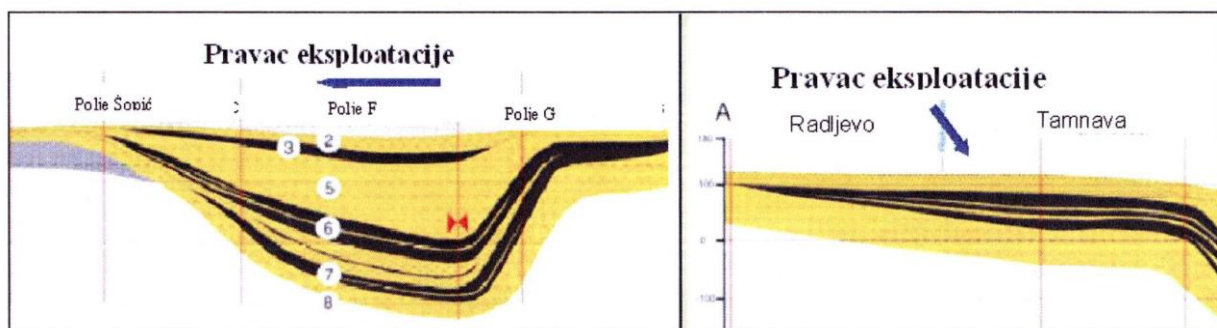 Pravac eksploatacije
Polje Šopić
Polje F
Polje G
2
3
5
6
7
8
Pravac eksploatacije
A
Radljevo
Tamnava
100
0
-100